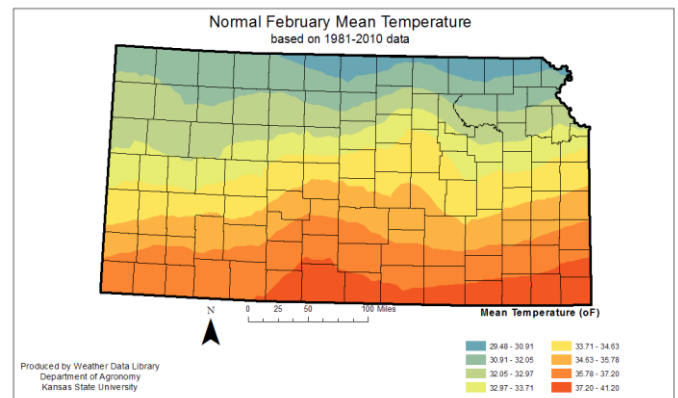 Normal February Mean Temperature
based on 1981-2010 data
N
0 25 50 100 Miles
Mean Temperature (oF)
29.48 - 30.91
30.91 - 32.05
32.05 - 32.97
32.97 - 33.71
33.71 - 34.63
34.63 - 35.78
35.78 - 37.20
37.20 - 41.20
Produced by Weather Data Library
Department of Agronomy
Kansas State University